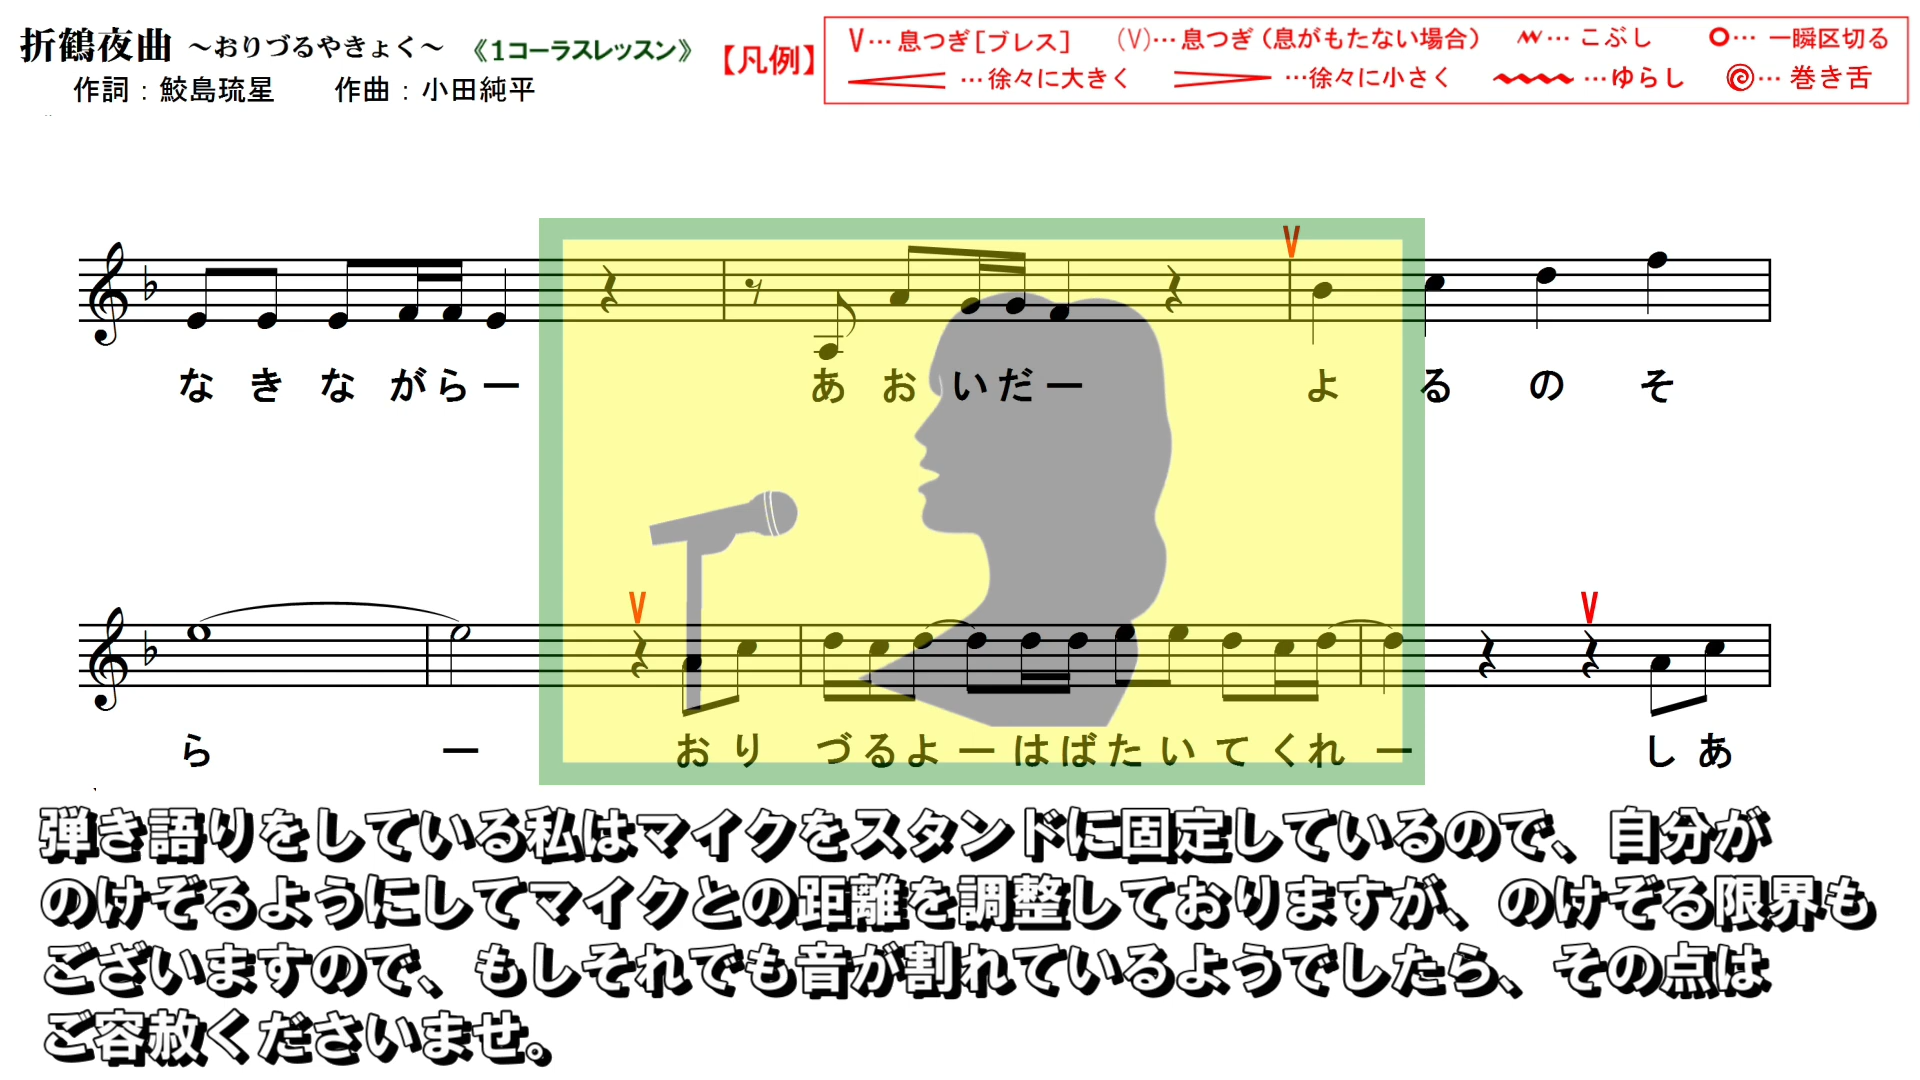 折鶴夜曲 ～おりづるやきょく～ 《1コーラスレッスン》
作詞：鮫島琉星 作曲：小田純平
【凡例】
V… 息つぎ[ブレス] (V)… 息つぎ（息がもたない場合） … こぶし … 一瞬区切る
…徐々に大きく …徐々に小さく …ゆらし … 巻き舌
な き な が ら ー あ お い だ ー よ る の そ
ら ー お り づ る よ ー は ば た い て く れ ー し あ
弾き語りをしている私はマイクをスタンドに固定しているので、自分が
のけぞるようにしてマイクとの距離を調整しておりますが、のけぞる限界も
ございますので、もしそれでも音が割れているようでしたら、その点は
ご容赦くださいませ。